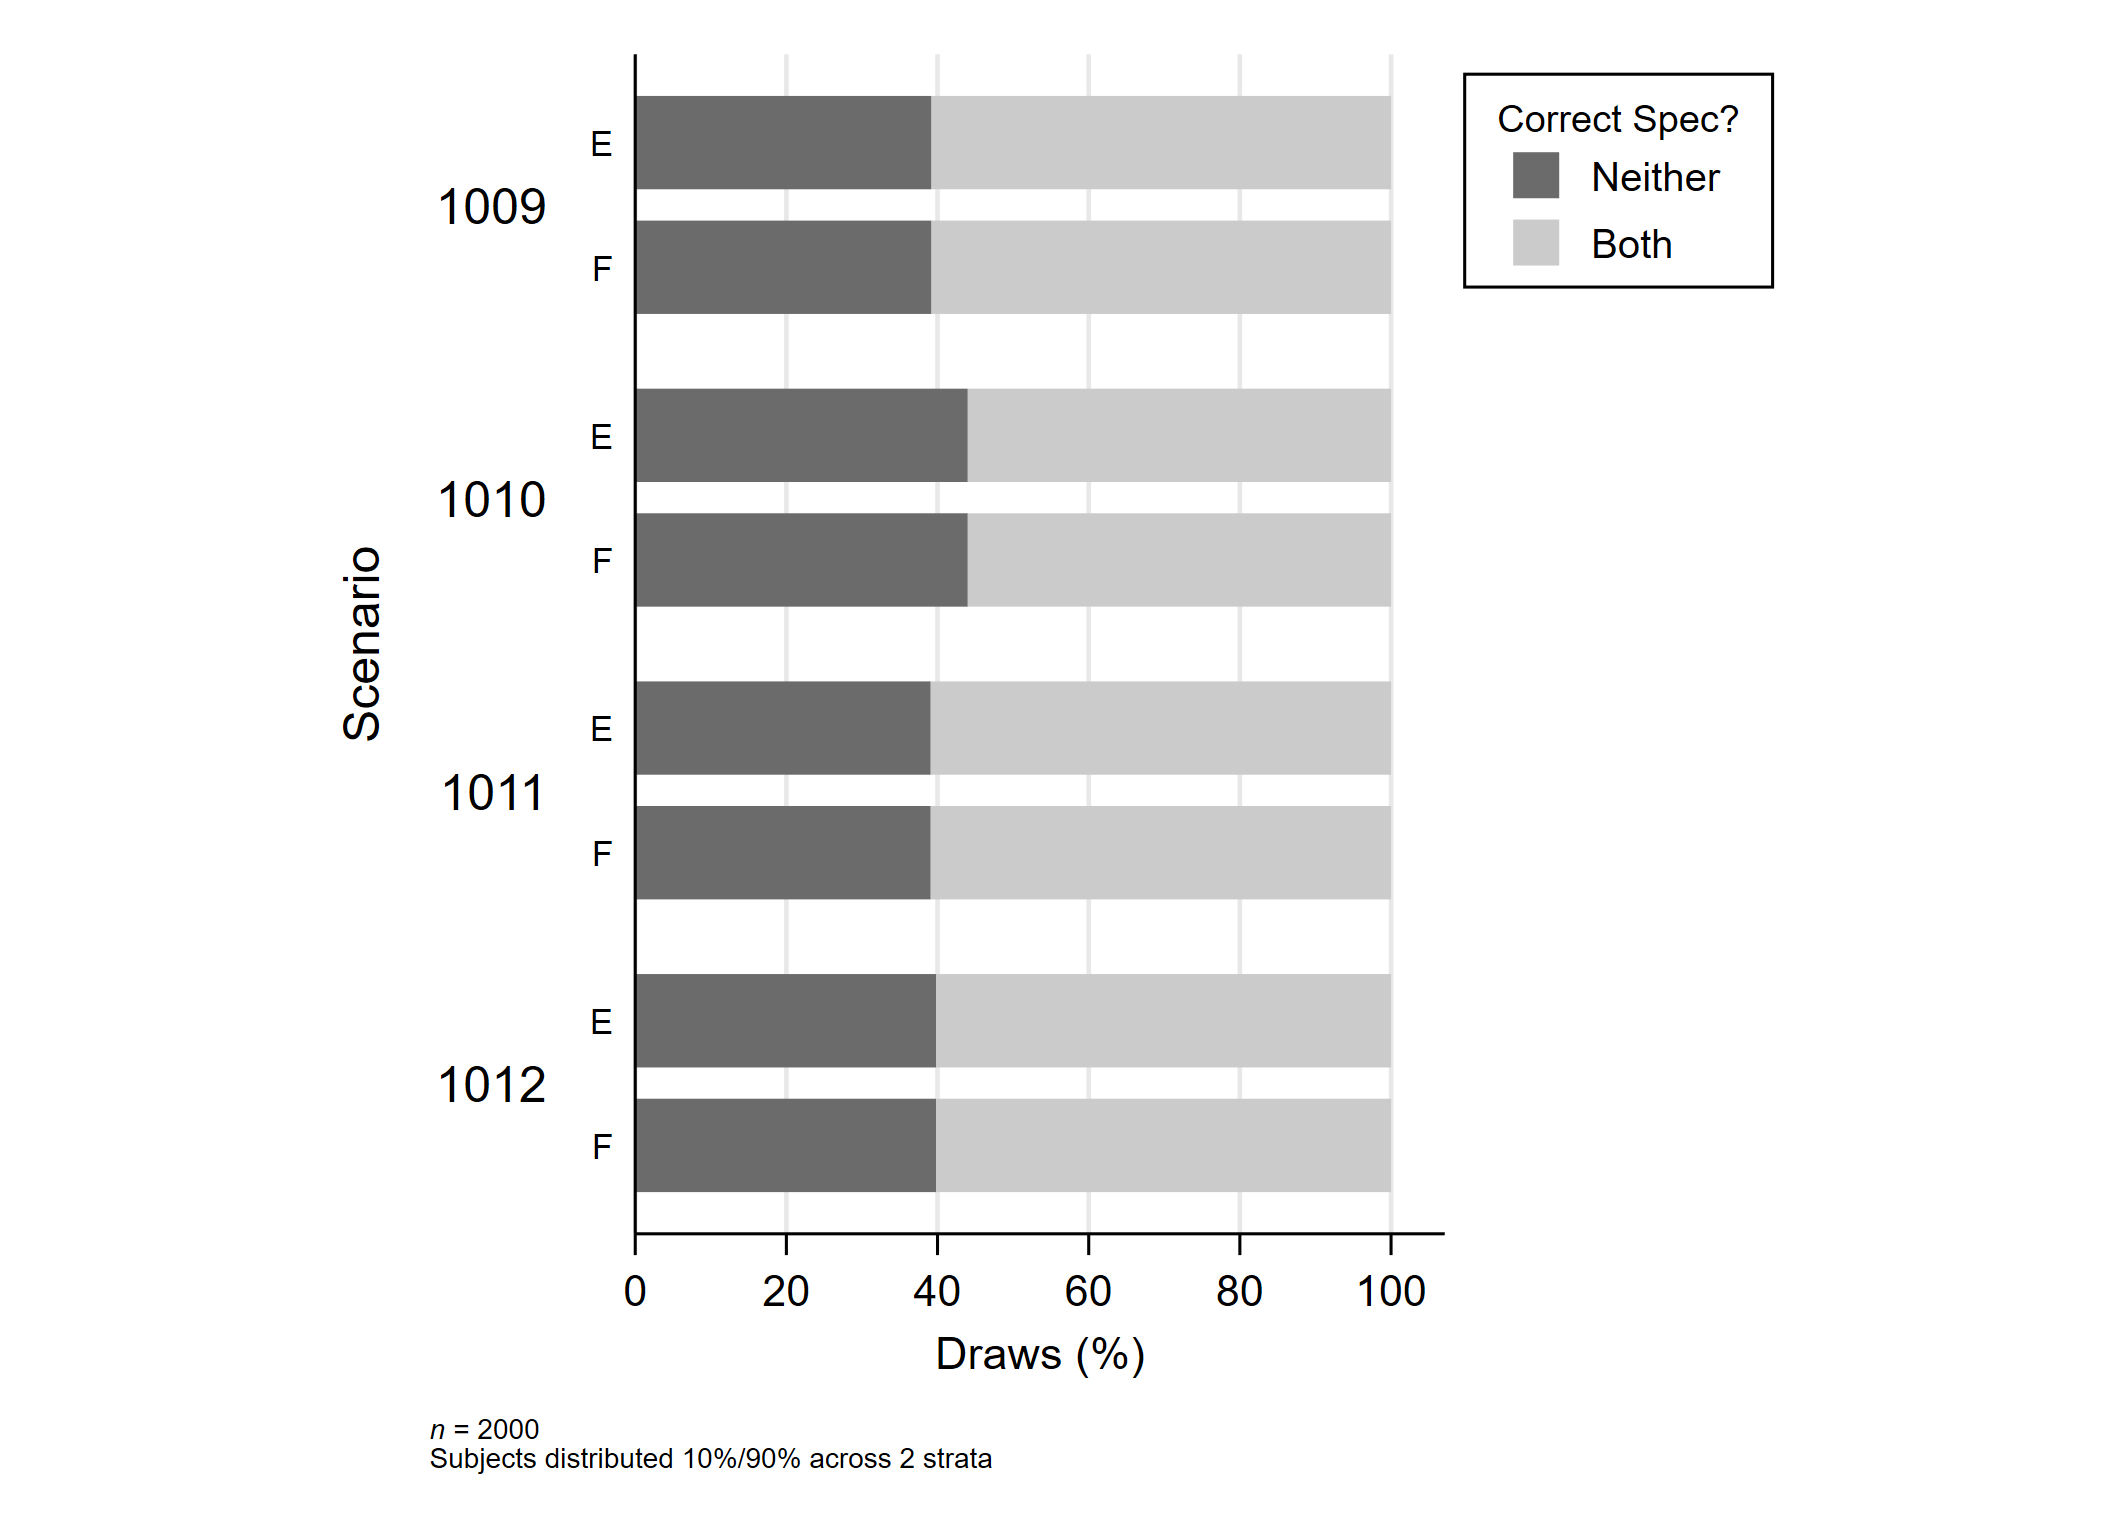 Correct Spec?
Neither
Both
Scenario
1009
E
F
1010
E
F
1011
E
F
1012
E
F
0 20 40 60 80 100
Draws (%)
n = 2000
Subjects distributed 10%/90% across 2 strata